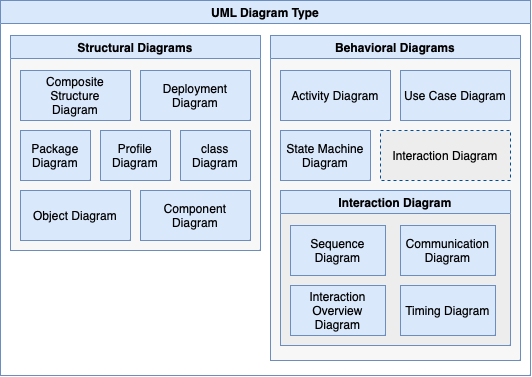 UML Diagram Type
Structural Diagrams
Composite
Structure
Diagram
Deployment
Diagram
Package
Diagram
Profile
Diagram
class
Diagram
Object Diagram
Component
Diagram
Behavioral Diagrams
Activity Diagram
Use Case Diagram
State Machine
Diagram
Interaction Diagram
Interaction Diagram
Sequence
Diagram
Communication
Diagram
Interaction
Overview
Diagram
Timing Diagram